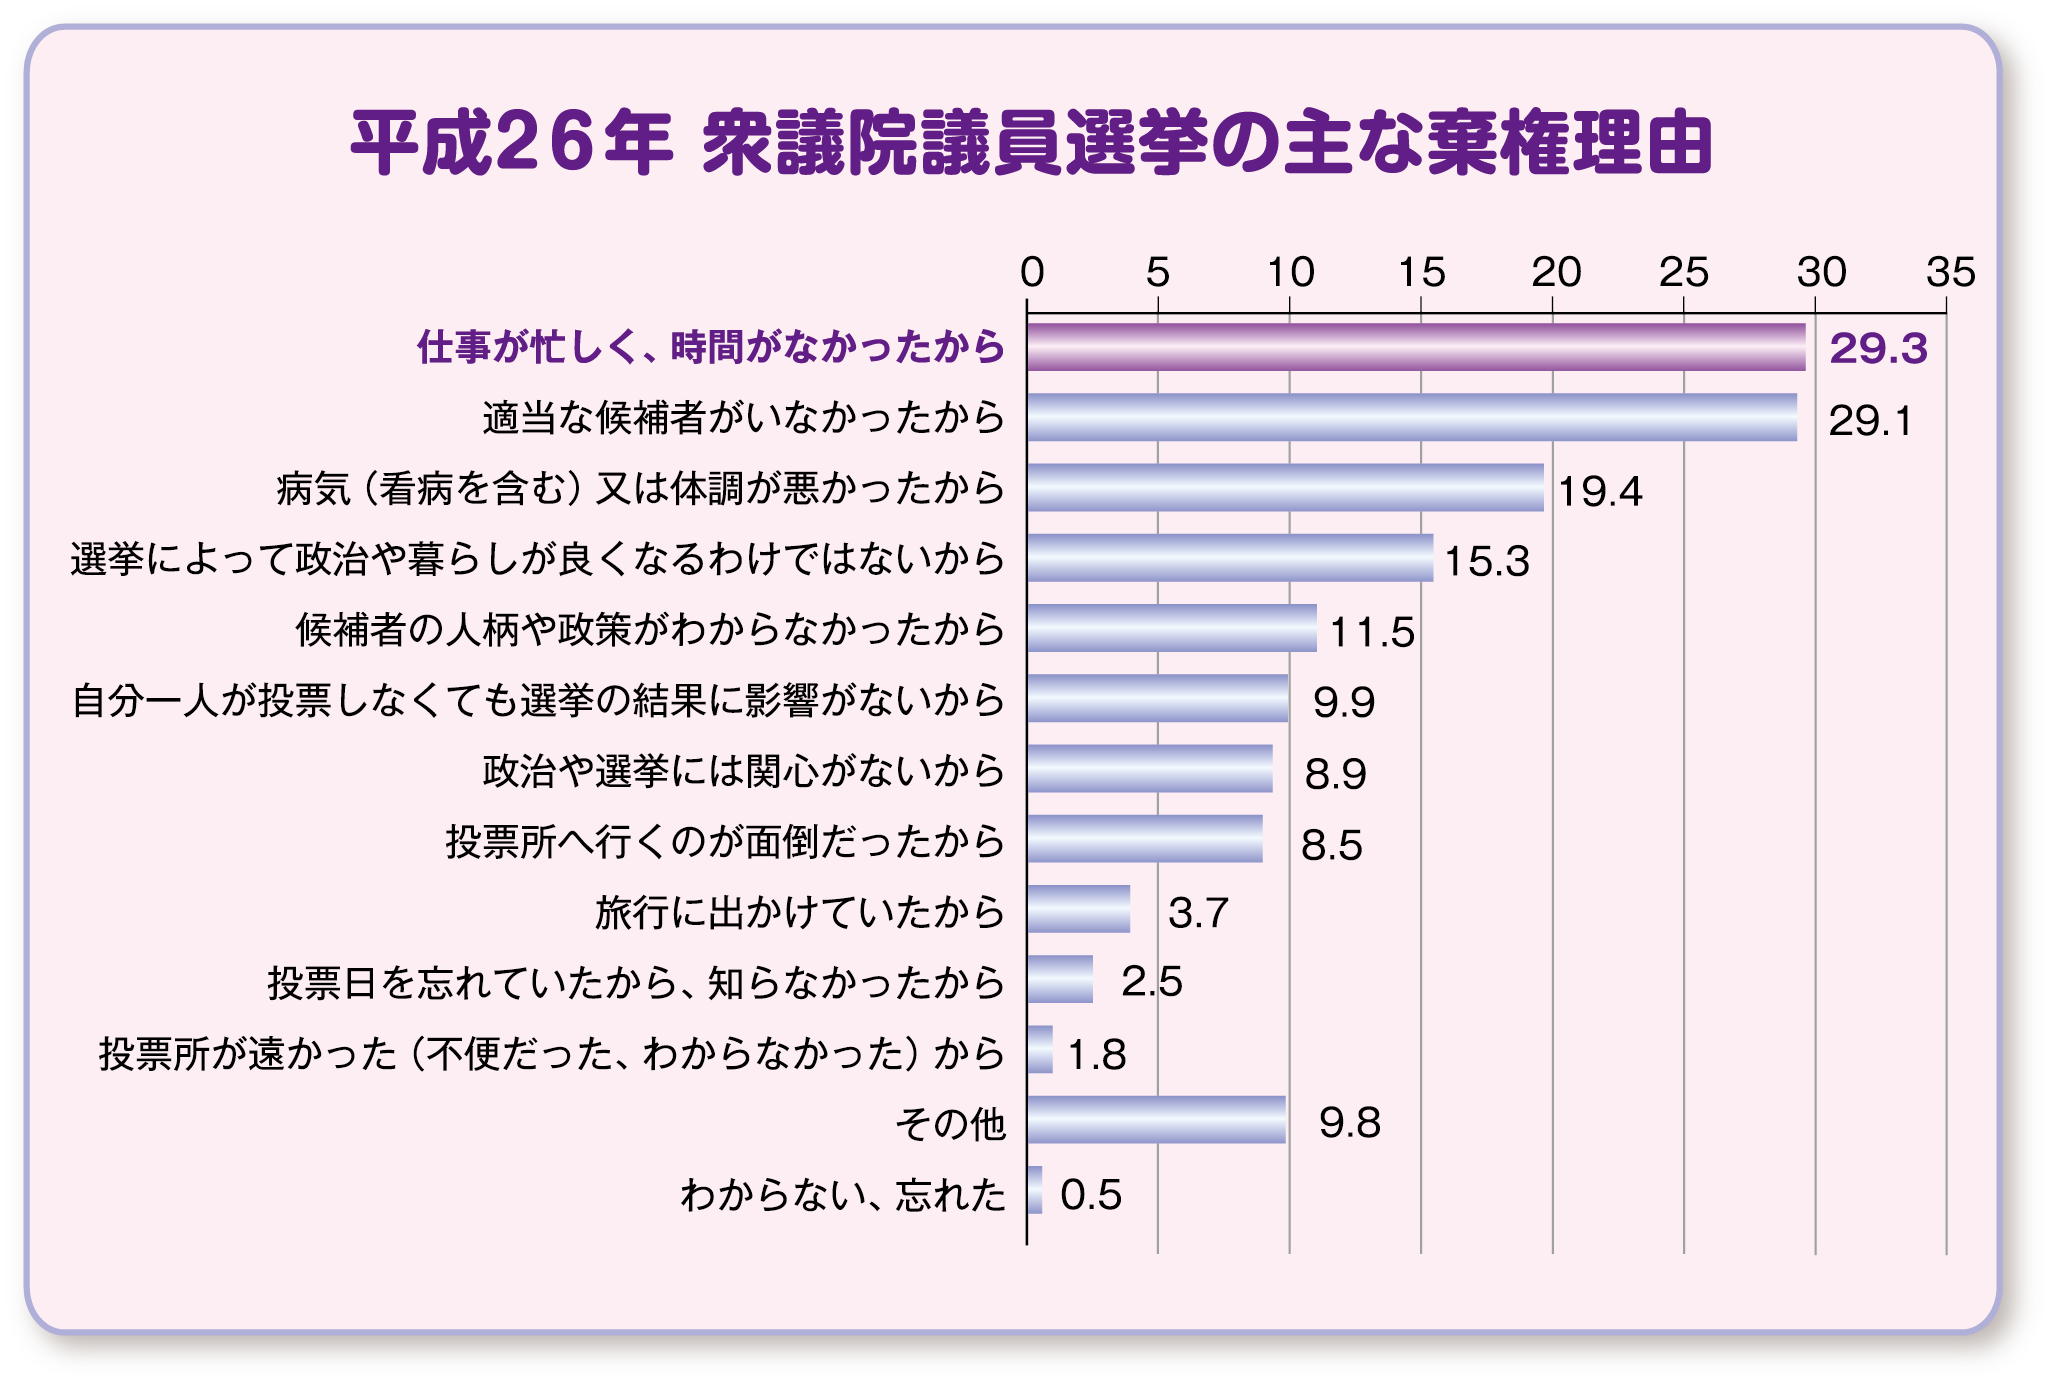 平成26年 衆議院議員選挙の主な棄権理由
0 5 10 15 20 25 30 35
仕事が忙しく、時間がなかったから 29.3
適当な候補者がいなかったから 29.1
病気（看病を含む）又は体調が悪かったから 19.4
選挙によって政治や暮らしが良くなるわけではないから 15.3
候補者の人柄や政策がわからなかったから 11.5
自分一人が投票しなくても選挙の結果に影響がないから 9.9
政治や選挙には関心がないから 8.9
投票所へ行くのが面倒だったから 8.5
旅行に出かけていたから 3.7
投票日を忘れていたから、知らなかったから 2.5
投票所が遠かった（不便だった、わからなかった）から 1.8
その他 9.8
わからない、忘れた 0.5